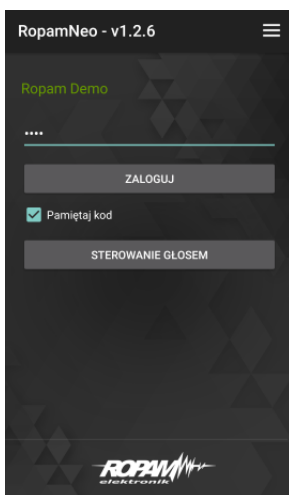 RopamNeo - v1.2.6
Ropam Demo
....
ZALOGUJ
Pamiętaj kod
STEROWANIE GŁOSEM
ROPAM
elektronik